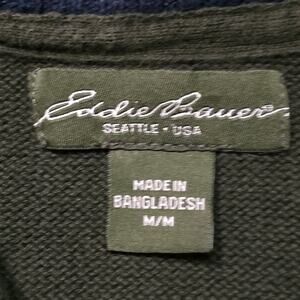 Eddie Bauer®
SEATTLE • USA
MADE IN
BANGLADESH
M/M